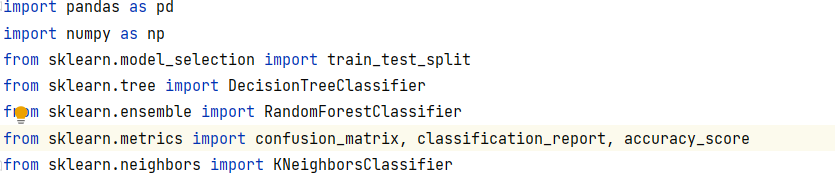 import pandas as pd
import numpy as np
from sklearn.model_selection import train_test_split
from sklearn.tree import DecisionTreeClassifier
from sklearn.ensemble import RandomForestClassifier
from sklearn.metrics import confusion_matrix, classification_report, accuracy_score
from sklearn.neighbors import KNeighborsClassifier